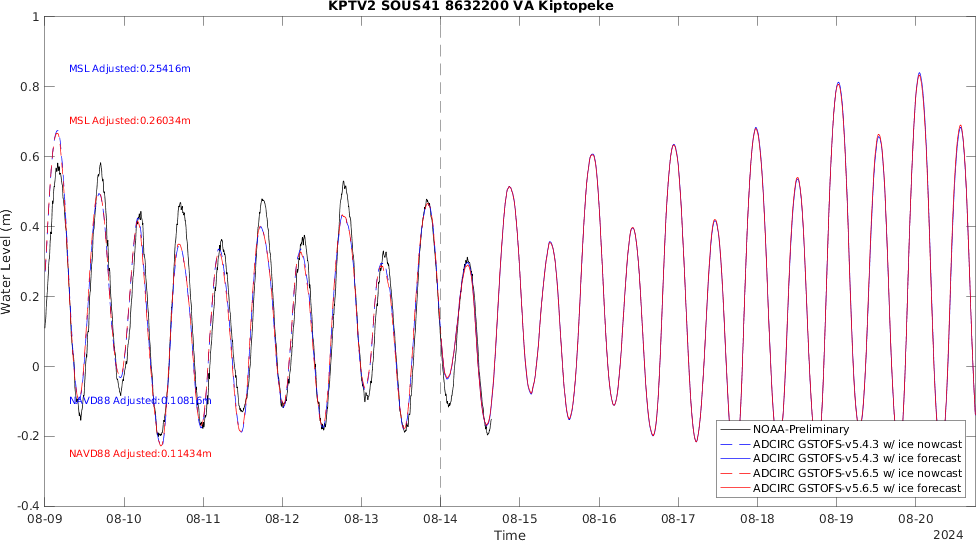 KPTV2 SOUS41 8632200 VA Kiptopeke
Water Level (m)
1
0.8
0.6
0.4
0.2
0
-0.2
-0.4
MSL Adjusted:0.25416m
MSL Adjusted:0.26034m
NAVD88 Adjusted:0.10816m
NAVD88 Adjusted:0.11434m
NOAA-Preliminary
ADCIRC GSTOFS-v5.4.3 w/ ice nowcast
ADCIRC GSTOFS-v5.4.3 w/ ice forecast
ADCIRC GSTOFS-v5.6.5 w/ ice nowcast
ADCIRC GSTOFS-v5.6.5 w/ ice forecast
08-09 08-10 08-11 08-12 08-13 08-14 08-15 08-16 08-17 08-18 08-19 08-20
Time
2024